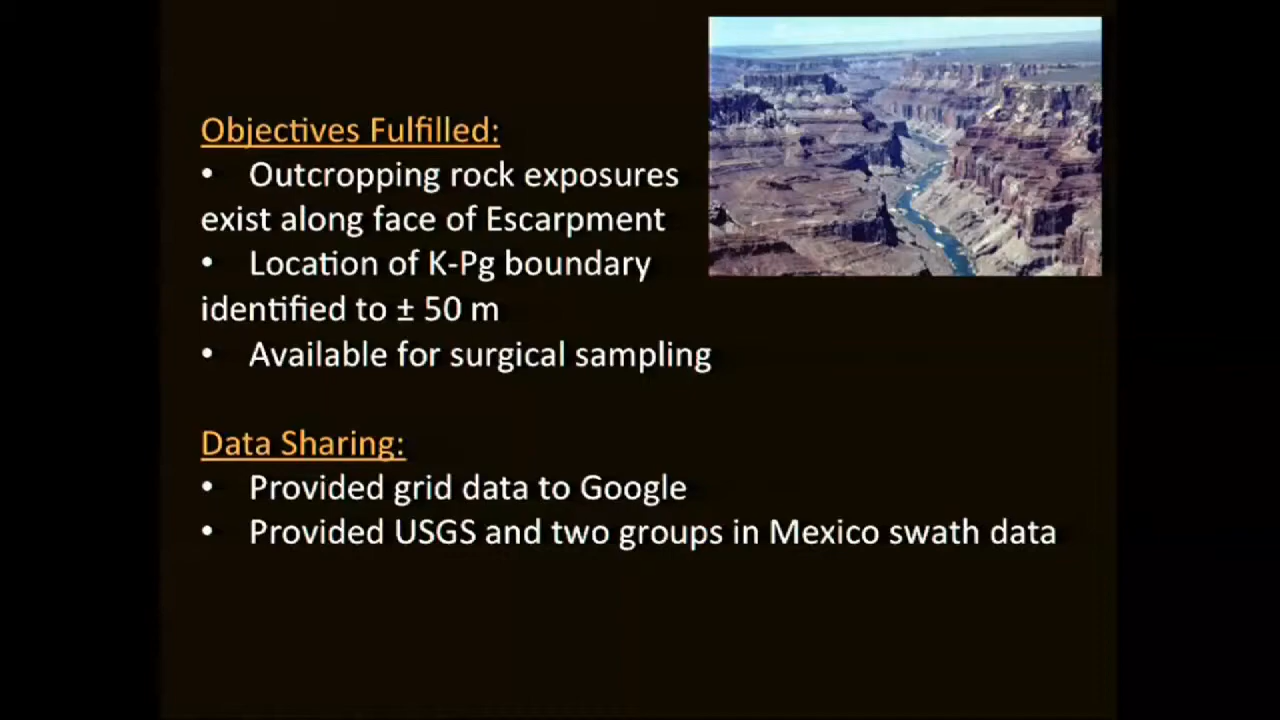 Objectives Fulfilled:
• Outcropping rock exposures
exist along face of Escarpment
• Location of K-Pg boundary
identified to ± 50 m
• Available for surgical sampling
Data Sharing:
• Provided grid data to Google
• Provided USGS and two groups in Mexico swath data